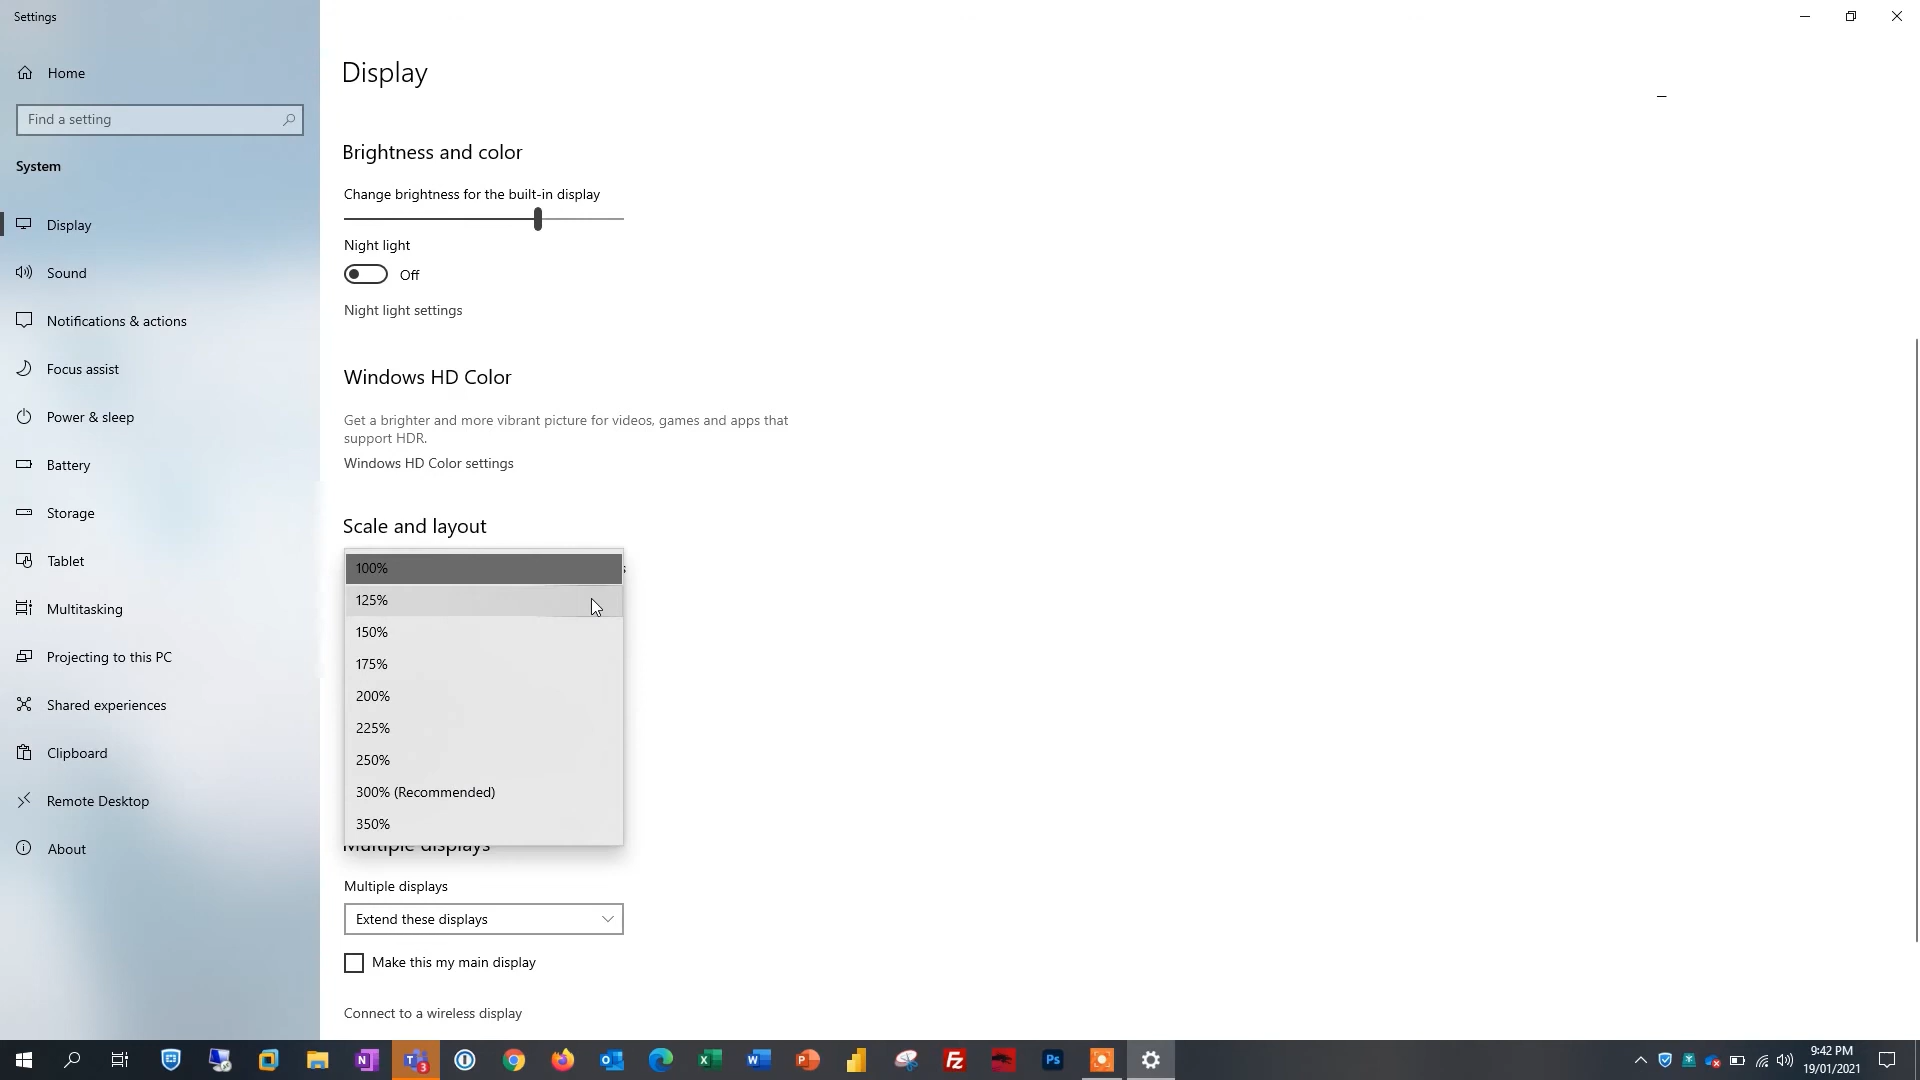 Settings
Home
Find a setting
System
Display
Sound
Notifications & actions
Focus assist
Power & sleep
Battery
Storage
Tablet
Multitasking
Projecting to this PC
Shared experiences
Clipboard
Remote Desktop
About
Display
Brightness and color
Change brightness for the built-in display
Night light
Off
Night light settings
Windows HD Color
Get a brighter and more vibrant picture for videos, games and apps that
support HDR.
Windows HD Color settings
Scale and layout
100%
125%
150%
175%
200%
225%
250%
300% (Recommended)
350%
Multiple displays
Multiple displays
Extend these displays
Make this my main display
Connect to a wireless display
9:42 PM
19/01/2021